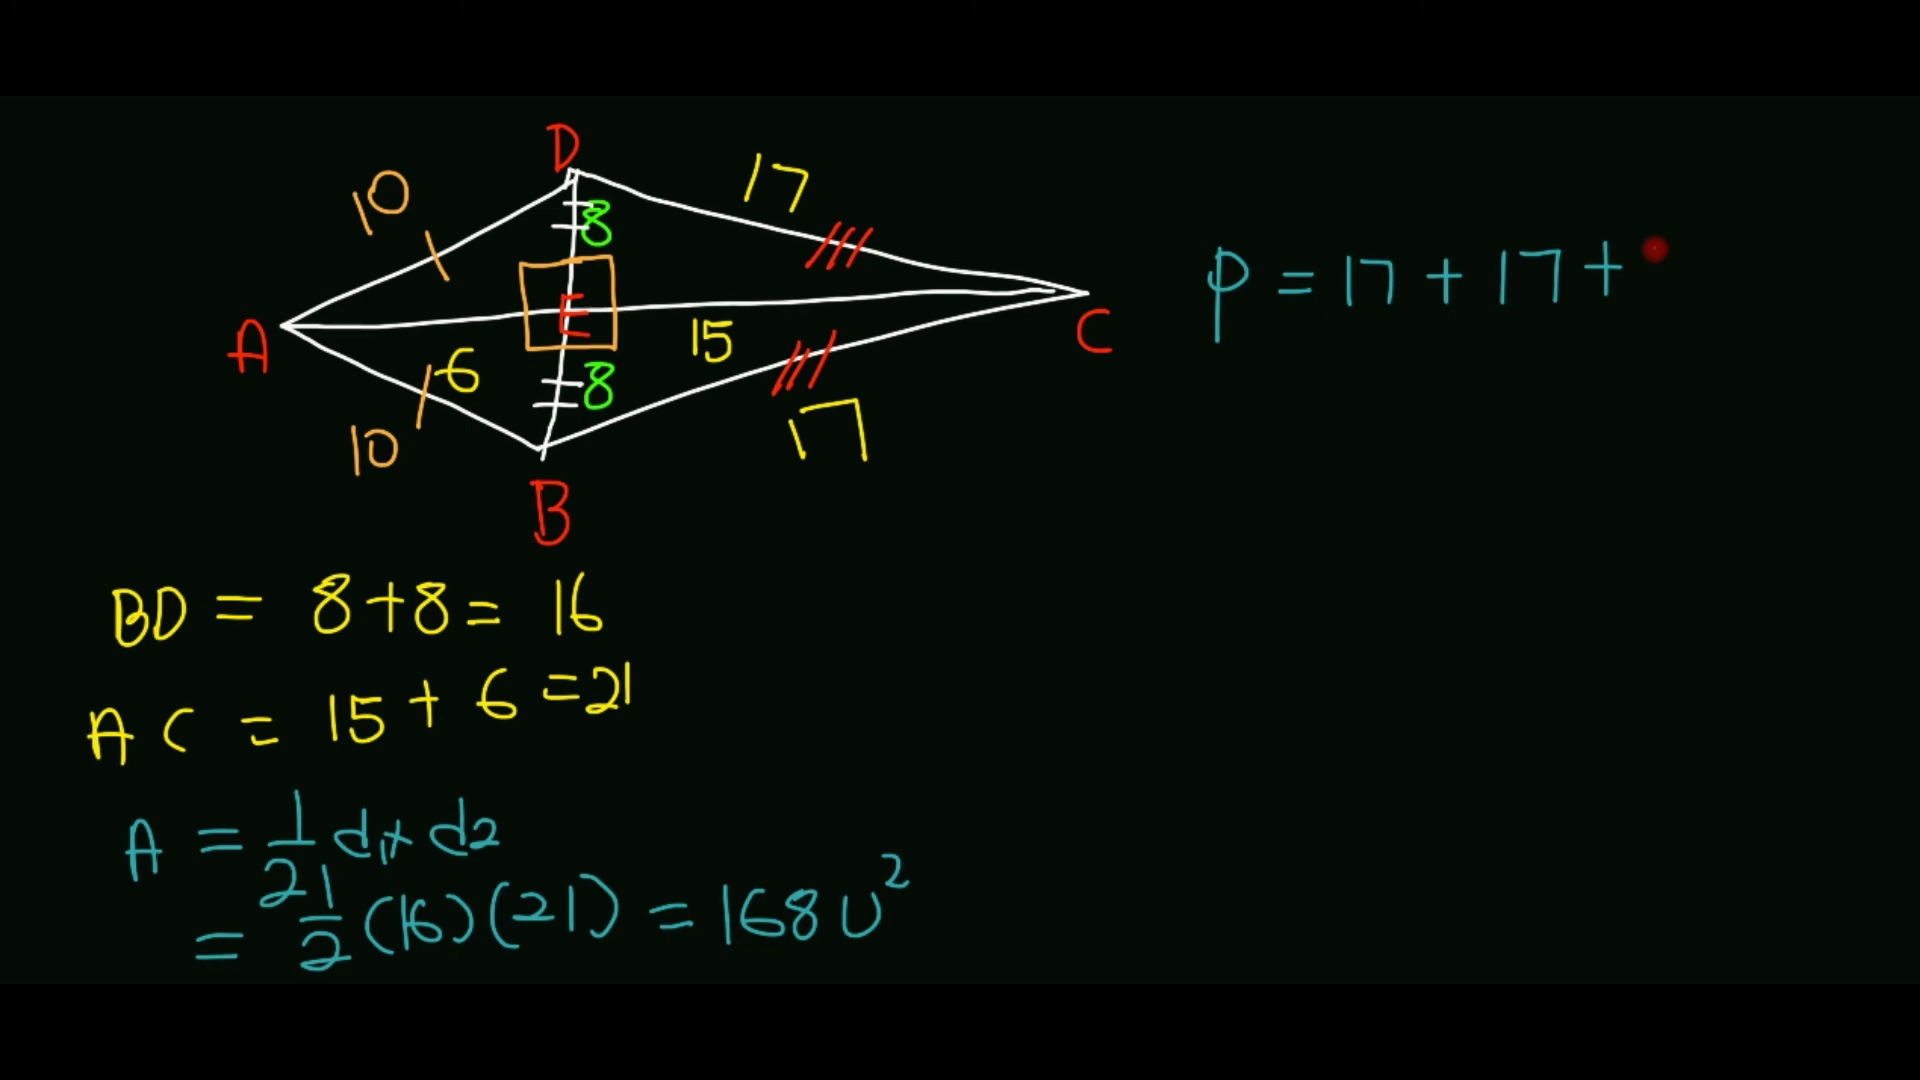 D
10
17
8
P = 17 + 17 +
A
E
15
C
6
8
10
17
B
BD = 8+8 = 16
AC = 15 + 6 = 21
A = 1/2 d1 x d2
= 1/2 (16)(21) = 168 U²